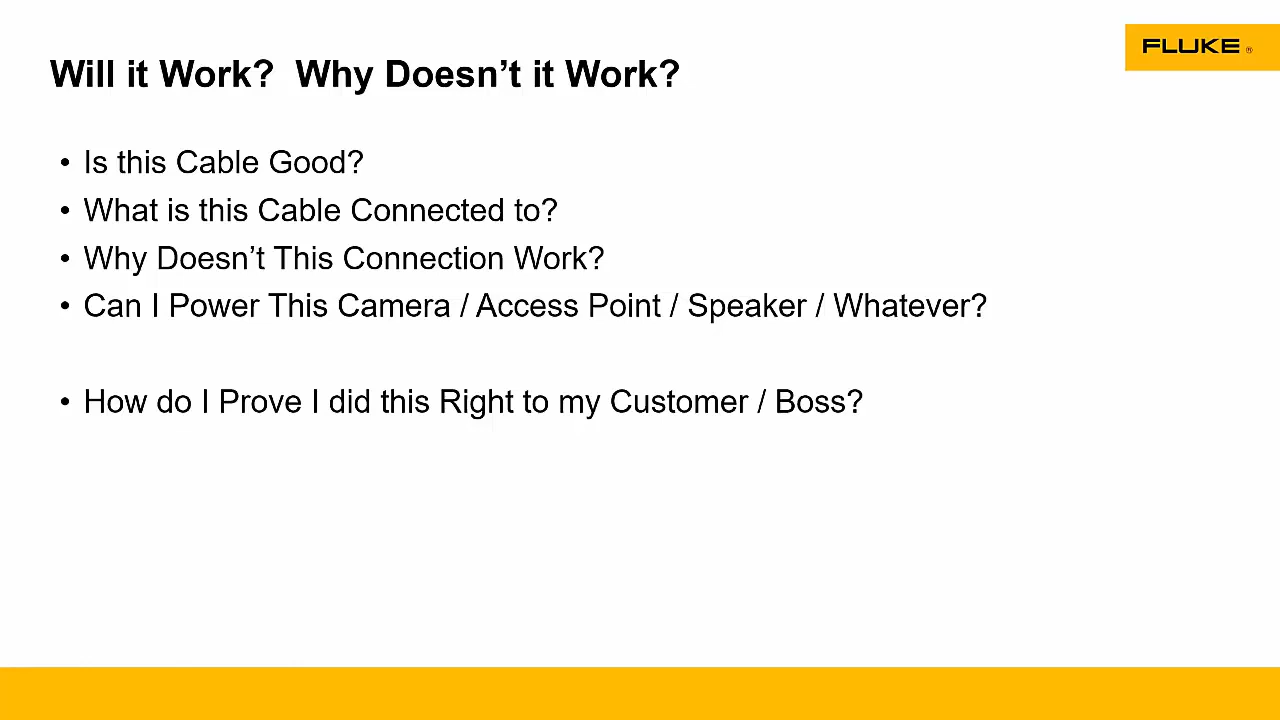 FLUKE ®
Will it Work?  Why Doesn’t it Work?
• Is this Cable Good?
• What is this Cable Connected to?
• Why Doesn’t This Connection Work?
• Can I Power This Camera / Access Point / Speaker / Whatever?
• How do I Prove I did this Right to my Customer / Boss?